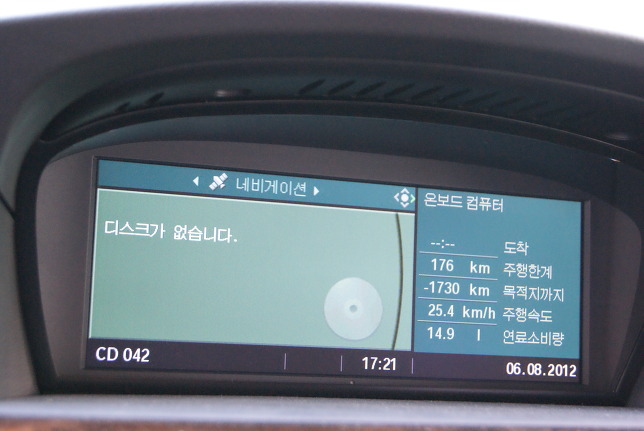 네비게이션
디스크가 없습니다.
온보드 컴퓨터
--:-- 도착
176 km 주행한계
-1730 km 목적지까지
25.4 km/h 주행속도
14.9 l 연료소비량
CD 042 17:21 06.08.2012